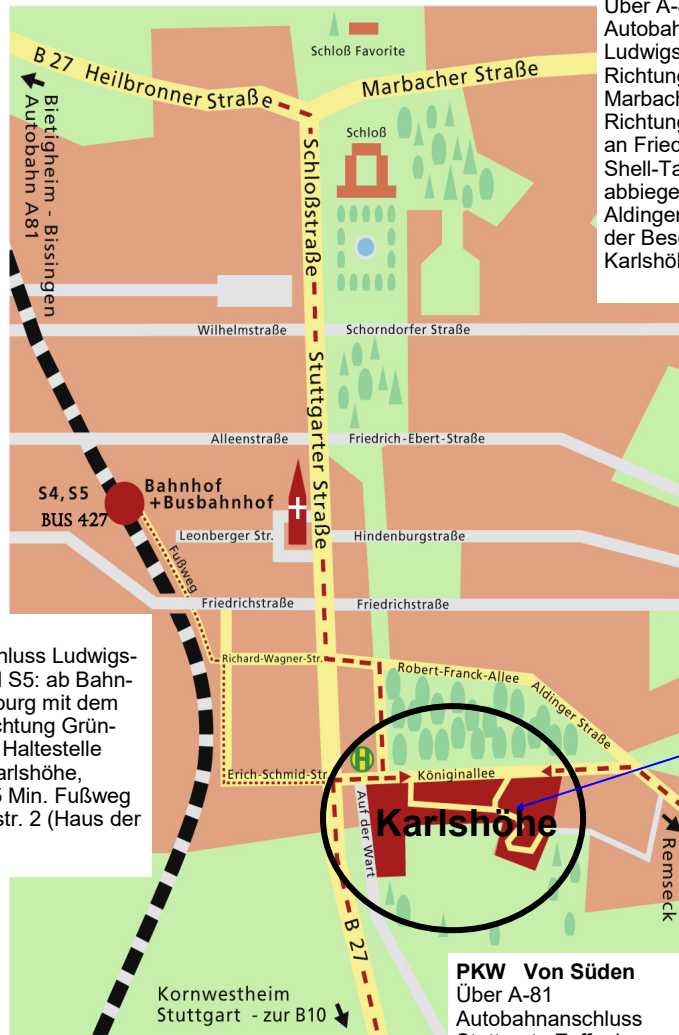 Über A-8
Autobah
Ludwigs
Richtung
Marbach
Richtung
an Fried
Shell-Ta
abbiege
Aldinger
der Bes
Karlshöh
Schloß Favorite
B 27 Heilbronner Straße
Marbacher Straße
Bietigheim - Bissingen
Autobahn A81
Schloß
Schloßstraße
Wilhelmstraße
Schorndorfer Straße
Stuttgarter Straße
Alleenstraße
Friedrich-Ebert-Straße
S4, S5
BUS 427
Bahnhof
+Busbahnhof
Leonberger Str.
Hindenburgstraße
Fußweg
Friedrichstraße
Friedrichstraße
hluss Ludwigs-
l S5: ab Bahn-
burg mit dem
chtung Grün-
Haltestelle
arlshöhe,
5 Min. Fußweg
str. 2 (Haus der
Richard-Wagner-Str.
Robert-Franck-Allee
Aldinger Straße
H
Erich-Schmid-Str.
Königinallee
Auf der Wart
Karlshöhe
Remseck
B 27
Kornwestheim
Stuttgart - zur B10
PKW Von Süden
Über A-81
Autobahnanschluss